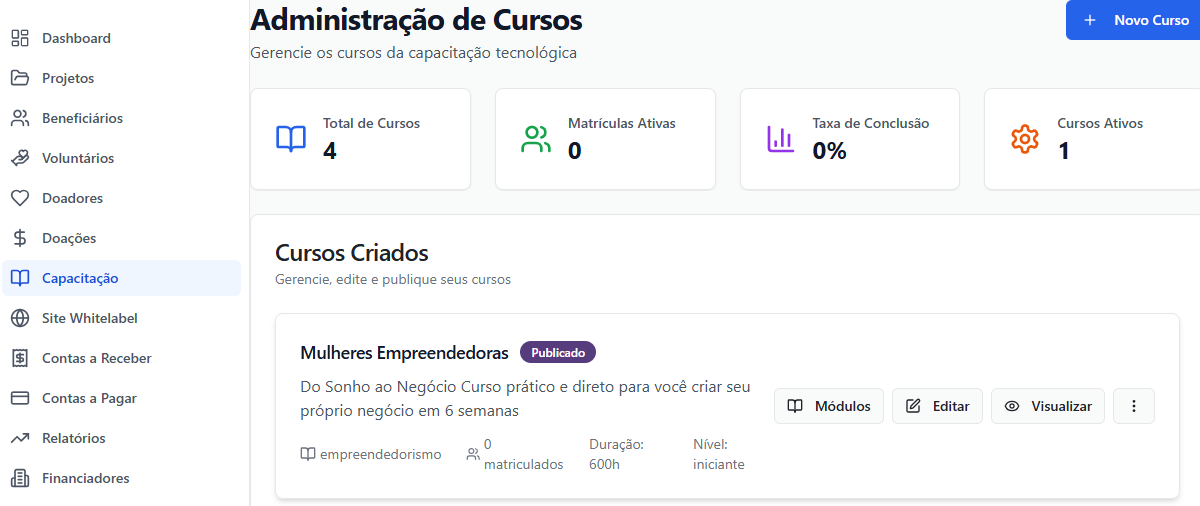 Dashboard
Projetos
Beneficiários
Voluntários
Doadores
Doações
Capacitação
Site Whitelabel
Contas a Receber
Contas a Pagar
Relatórios
Financiadores
Administração de Cursos
Gerencie os cursos da capacitação tecnológica
Novo Curso
Total de Cursos
4
Matrículas Ativas
0
Taxa de Conclusão
0%
Cursos Ativos
1
Cursos Criados
Gerencie, edite e publique seus cursos
Mulheres Empreendedoras Publicado
Do Sonho ao Negócio Curso prático e direto para você criar seu
próprio negócio em 6 semanas
empreendedorismo
0
matriculados
Duração:
600h
Nível:
iniciante
Módulos
Editar
Visualizar